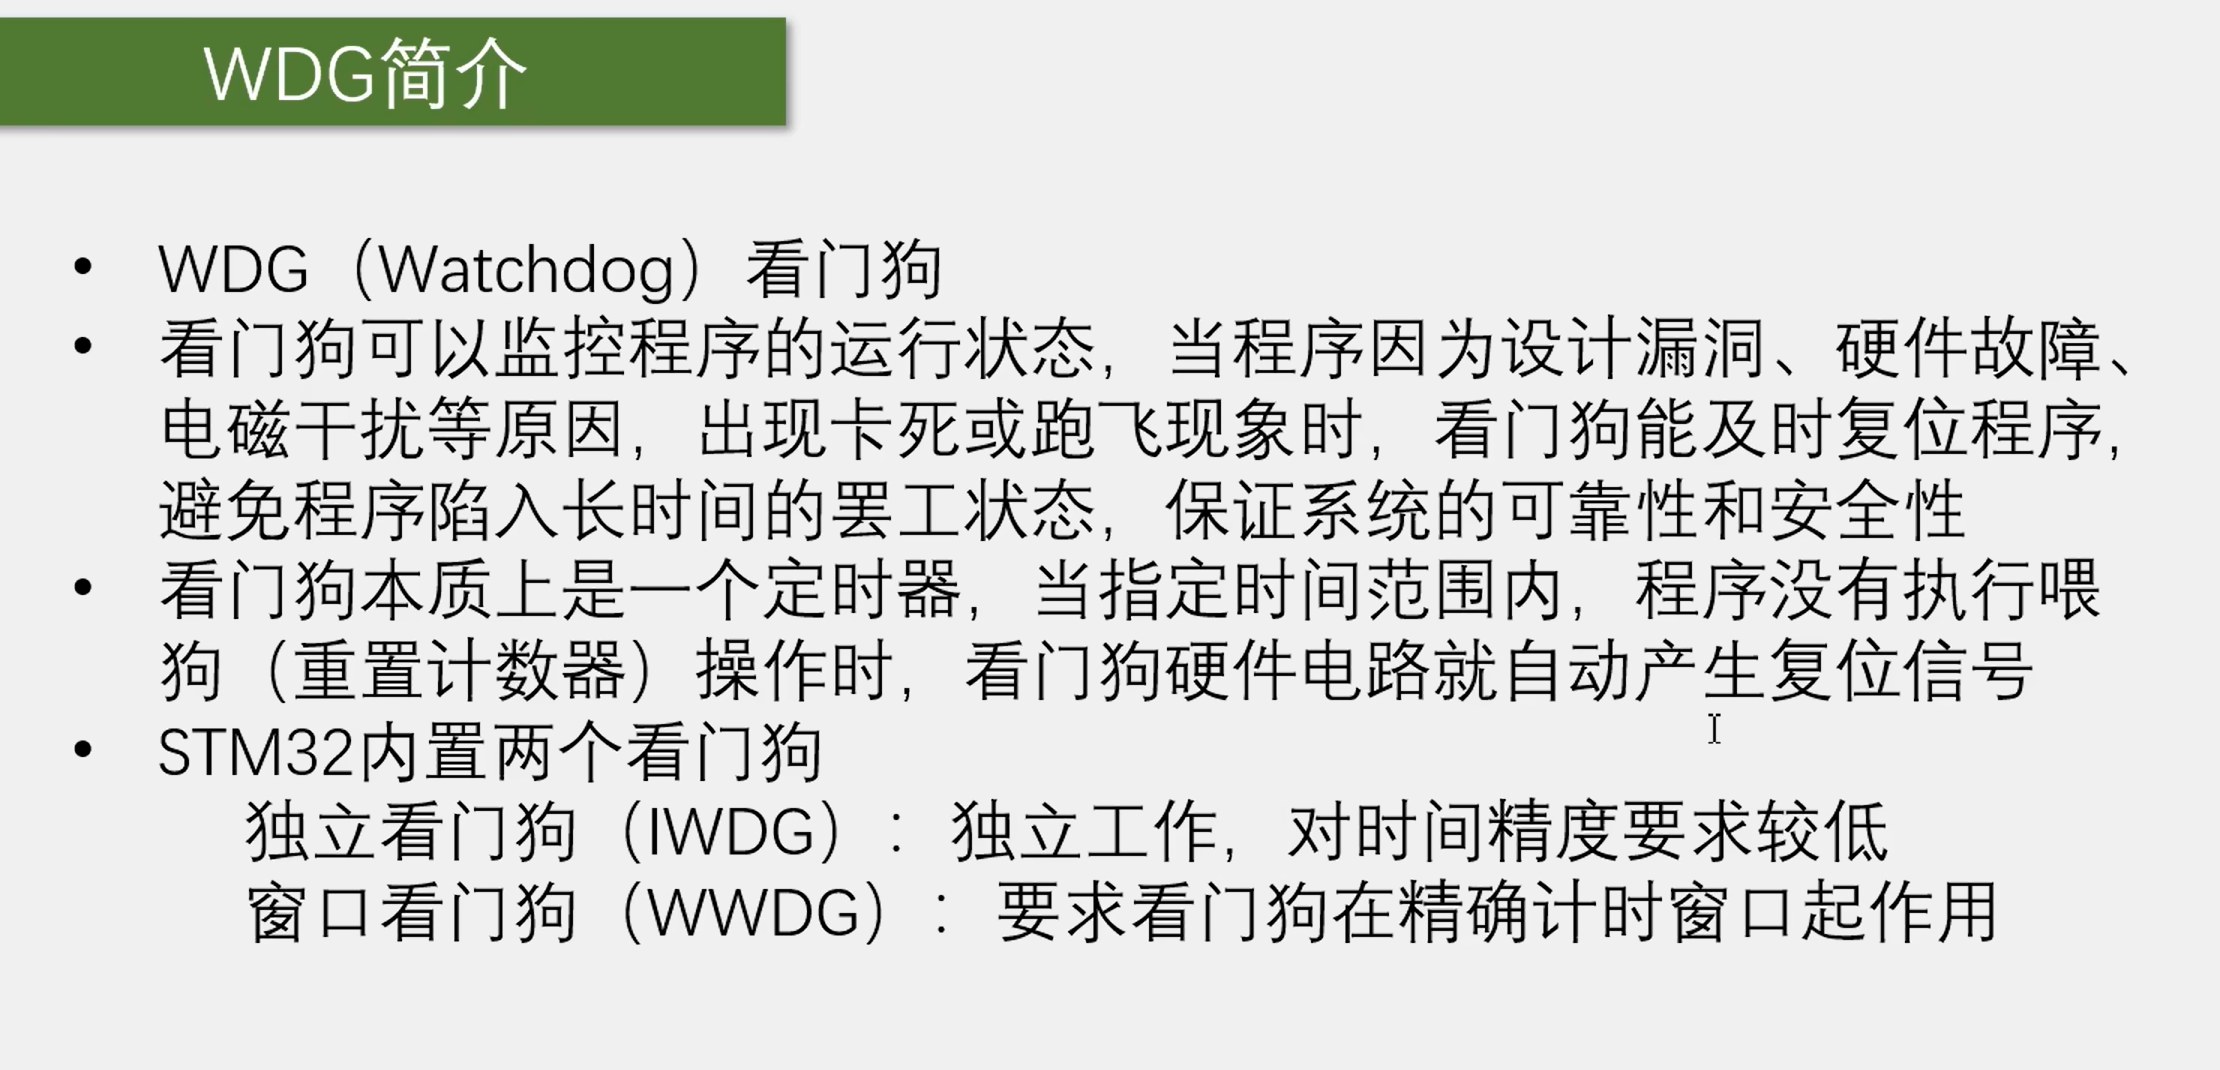 WDG简介
• WDG（Watchdog）看门狗
• 看门狗可以监控程序的运行状态，当程序因为设计漏洞、硬件故障、
电磁干扰等原因，出现卡死或跑飞现象时，看门狗能及时复位程序，
避免程序陷入长时间的罢工状态，保证系统的可靠性和安全性
• 看门狗本质上是一个定时器，当指定时间范围内，程序没有执行喂
狗（重置计数器）操作时，看门狗硬件电路就自动产生复位信号
• STM32内置两个看门狗
独立看门狗（IWDG）：独立工作，对时间精度要求较低
窗口看门狗（WWDG）：要求看门狗在精确计时窗口起作用